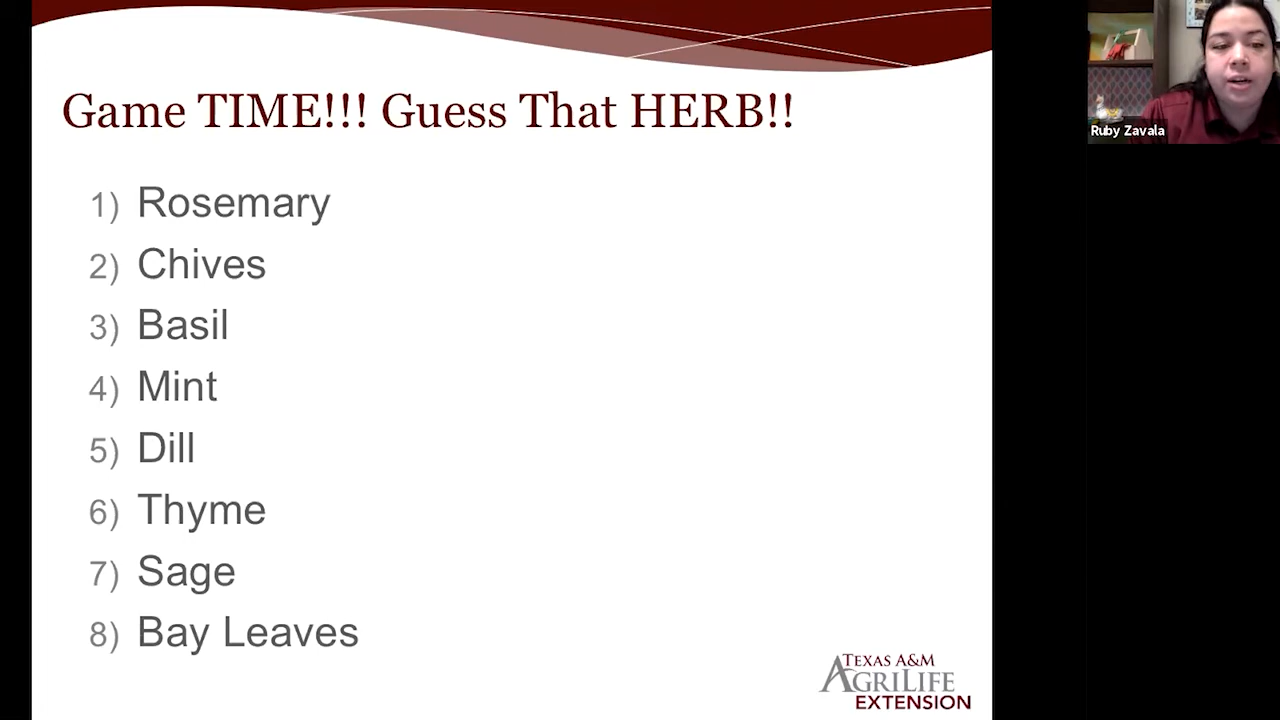 Game TIME!!! Guess That HERB!!
1) Rosemary
2) Chives
3) Basil
4) Mint
5) Dill
6) Thyme
7) Sage
8) Bay Leaves
TEXAS A&M
AGRILIFE
EXTENSION
Ruby Zavala